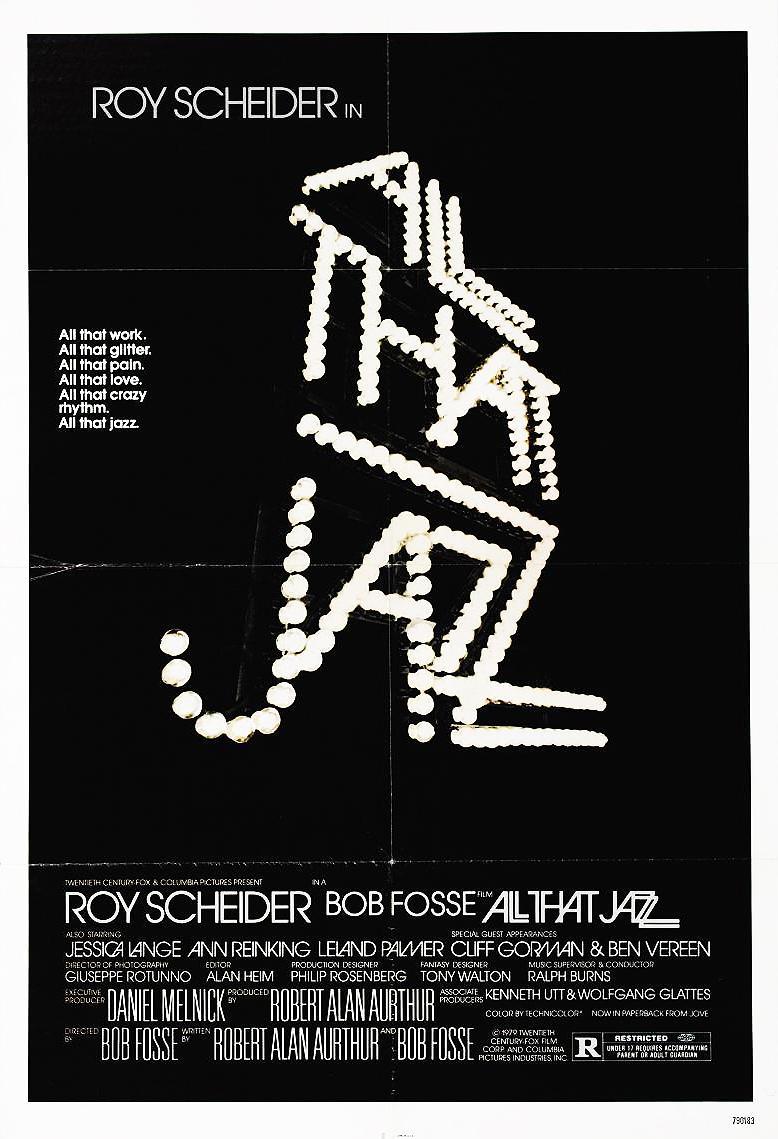 ROY SCHEIDER IN
ALL
THAT
JAZZ
All that work.
All that glitter.
All that pain.
All that love.
All that crazy
rhythm.
All that jazz.
TWENTIETH CENTURY-FOX & COLUMBIA PICTURES PRESENT
ROY SCHEIDER IN A BOB FOSSE FILM ALL THAT JAZZ
ALSO STARRING SPECIAL GUEST APPEARANCES
JESSICA LANGE ANN REINKING LELAND PALMER CLIFF GORMAN & BEN VEREEN
DIRECTOR OF PHOTOGRAPHY EDITOR PRODUCTION DESIGNER FANTASY DESIGNER MUSIC SUPERVISOR & CONDUCTOR
GIUSEPPE ROTUNNO ALAN HEIM PHILIP ROSENBERG TONY WALTON RALPH BURNS
EXECUTIVE PRODUCER DANIEL MELNICK PRODUCED BY ROBERT ALAN AURTHUR ASSOCIATE PRODUCERS KENNETH UTT & WOLFGANG GLATTES
COLOR BY TECHNICOLOR® NOW IN PAPERBACK FROM JOVE
DIRECTED BY BOB FOSSE WRITTEN BY ROBERT ALAN AURTHUR AND BOB FOSSE
© 1979 TWENTIETH
CENTURY-FOX FILM
CORP. AND COLUMBIA
PICTURES INDUSTRIES, INC.
R RESTRICTED
UNDER 17 REQUIRES ACCOMPANYING
PARENT OR ADULT GUARDIAN
790183